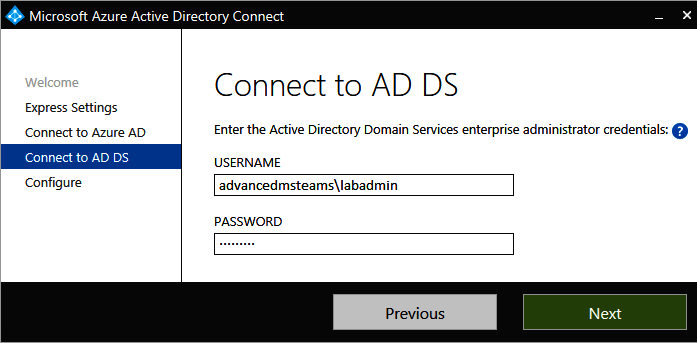 Microsoft Azure Active Directory Connect
Welcome
Express Settings
Connect to Azure AD
Connect to AD DS
Configure
Connect to AD DS
Enter the Active Directory Domain Services enterprise administrator credentials: ?
USERNAME
advancedmsteams\labadmin
PASSWORD
•••••••••
Previous
Next